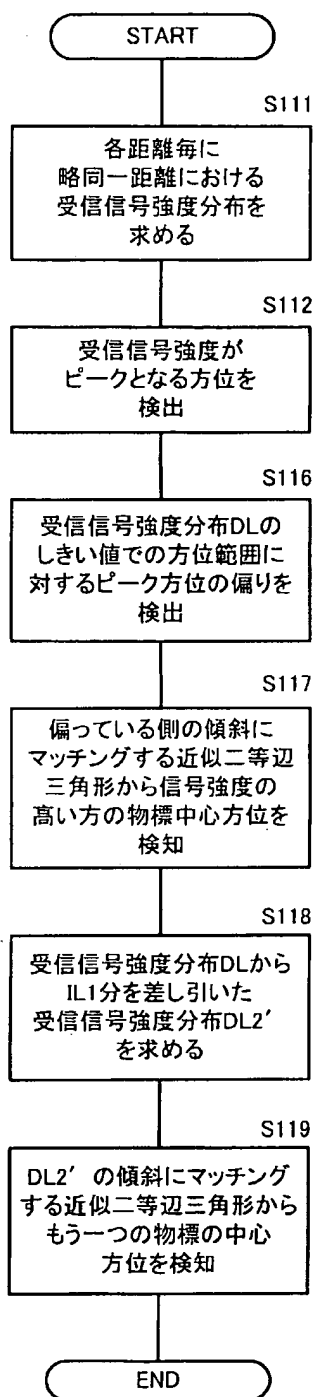 START
S111
各距離毎に
略同一距離における
受信信号強度分布を
求める
S112
受信信号強度が
ピークとなる方位を
検出
S116
受信信号強度分布DLの
しきい値での方位範囲に
対するピーク方位の偏りを
検出
S117
偏っている側の傾斜に
マッチングする近似二等辺
三角形から信号強度の
髙い方の物標中心方位を
検知
S118
受信信号強度分布DLから
IL1分を差し引いた
受信信号強度分布DL2′
を求める
S119
DL2′ の傾斜にマッチング
する近似二等辺三角形から
もう一つの物標の中心
方位を検知
END